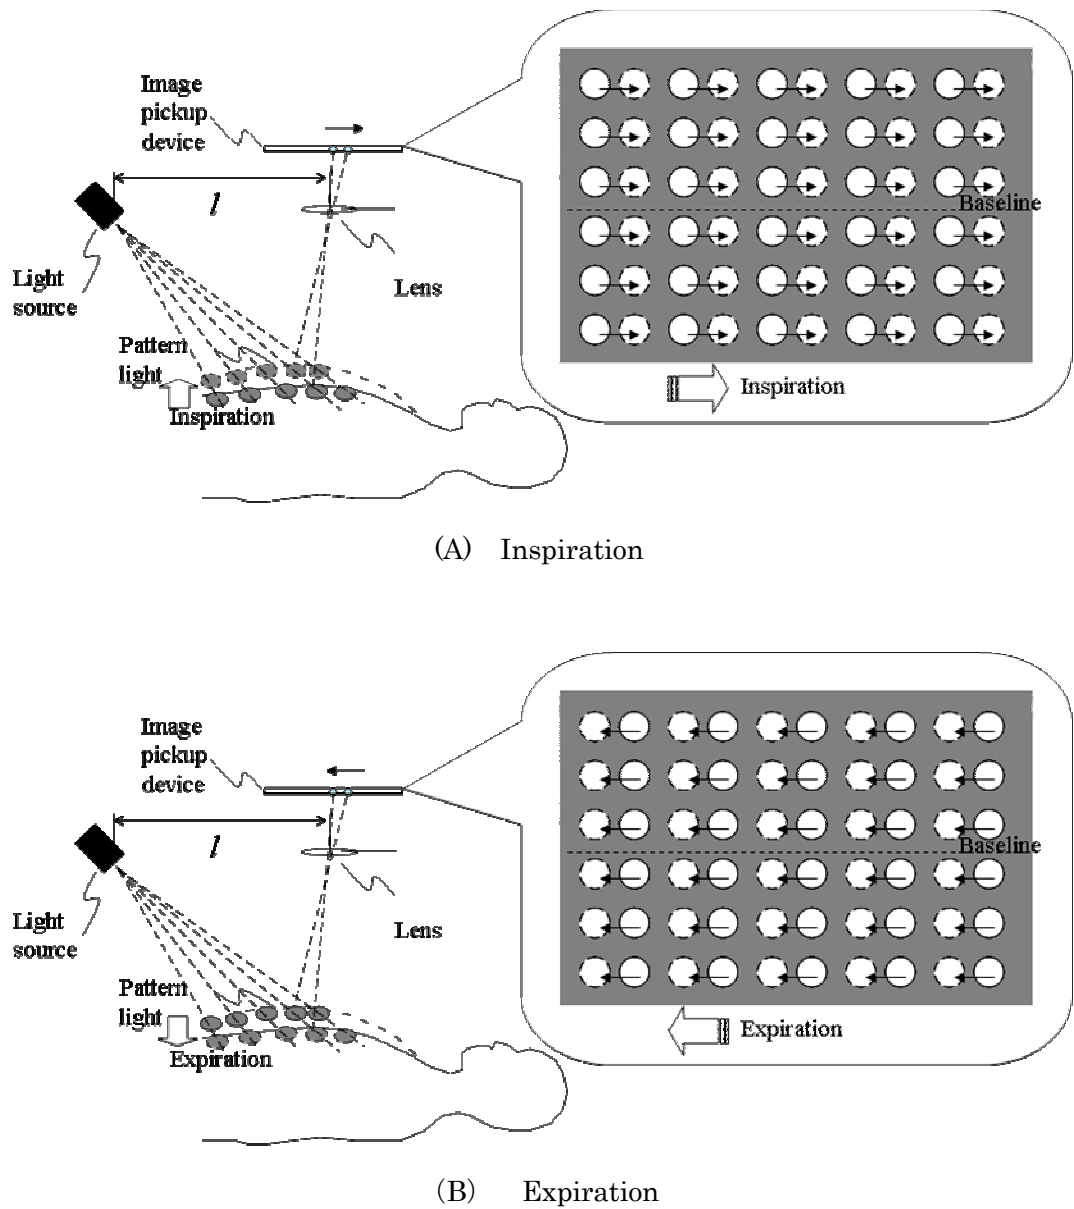 Image
pickup
device
l
Light
source
Lens
Pattern
light
Inspiration
Baseline
Inspiration
(A) Inspiration
Image
pickup
device
l
Light
source
Lens
Pattern
light
Expiration
Baseline
Expiration
(B) Expiration